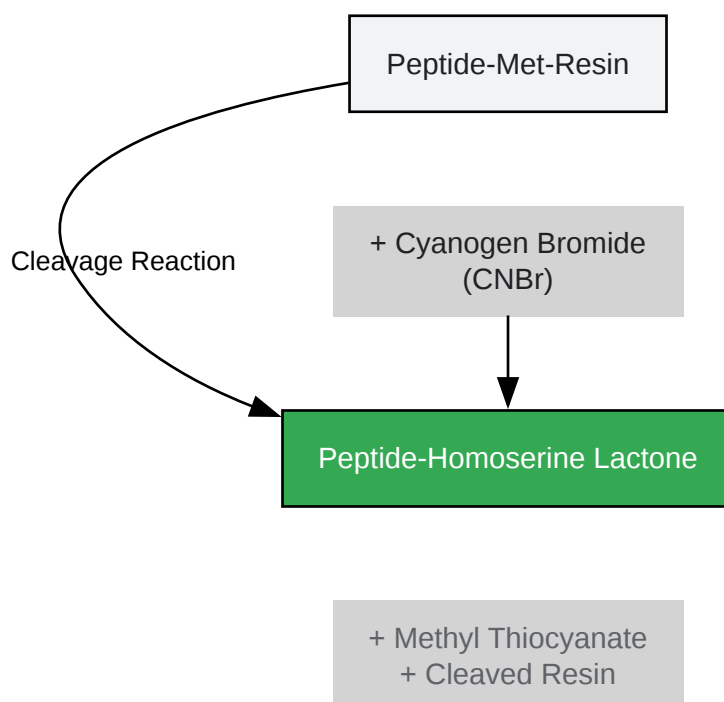 Peptide-Met-Resin
+ Cyanogen Bromide
(CNBr)
Cleavage Reaction
Peptide-Homoserine Lactone
+ Methyl Thiocyanate
+ Cleaved Resin